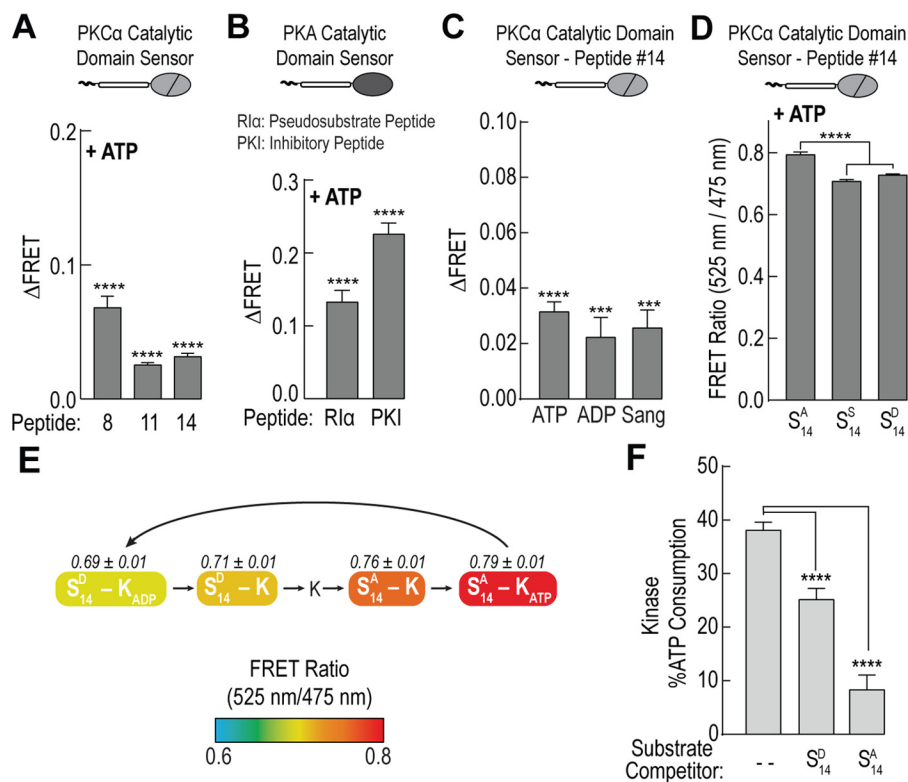 A
PKCα Catalytic
Domain Sensor
+ ATP
ΔFRET
0.2
0.1
0.0
****
****
****
Peptide: 8 11 14
B
PKA Catalytic
Domain Sensor
RIα: Pseudosubstrate Peptide
PKI: Inhibitory Peptide
+ ATP
ΔFRET
0.3
0.2
0.1
0.0
****
****
Peptide: RIα PKI
C
PKCα Catalytic Domain
Sensor - Peptide #14
ΔFRET
0.10
0.08
0.06
0.04
0.02
0.00
****
***
***
ATP ADP Sang
D
PKCα Catalytic Domain
Sensor - Peptide #14
+ ATP
FRET Ratio (525 nm / 475 nm)
0.8
0.6
0.4
0.2
0.0
****
S^A_14 S^S_14 S^D_14
E
0.69 ± 0.01 0.71 ± 0.01 0.76 ± 0.01 0.79 ± 0.01
S^D_14 – K_ADP S^D_14 – K K S^A_14 – K S^A_14 – K_ATP
FRET Ratio
(525 nm/475 nm)
0.6 0.8
F
Kinase
%ATP Consumption
50
40
30
20
10
0
****
****
Substrate
Competitor: - - S^D_14 S^A_14